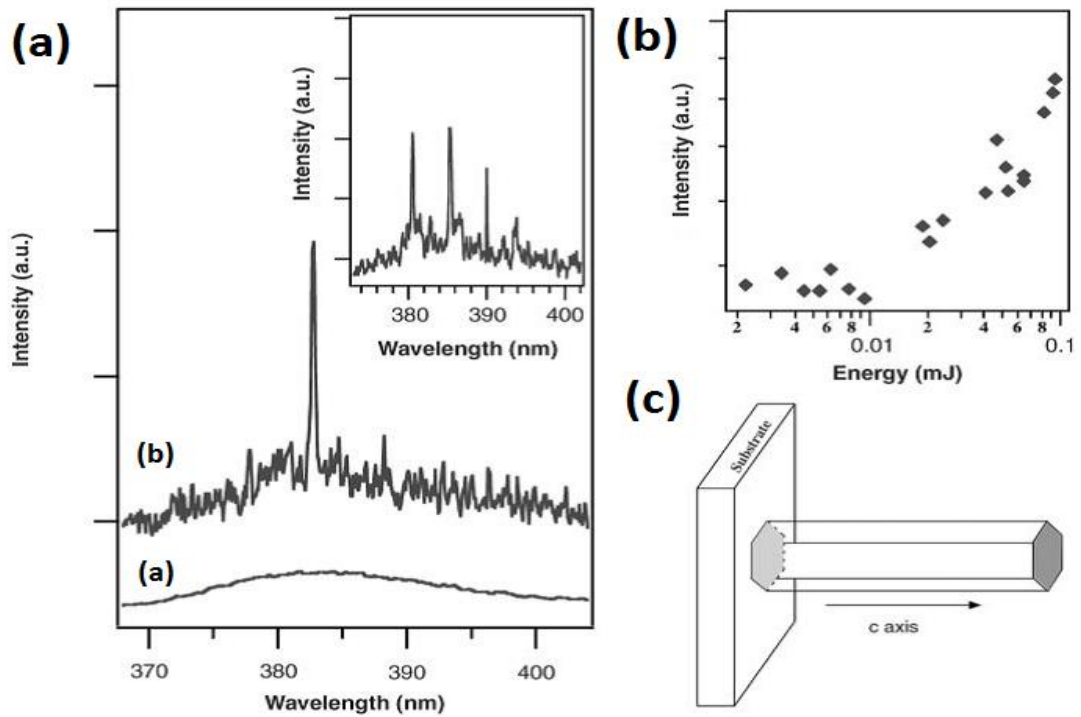 (a)
Intensity (a.u.)
(b)
(a)
370 380 390 400
Wavelength (nm)
Intensity (a.u.)
380 390 400
Wavelength (nm)
(b)
Intensity (a.u.)
2 4 6 8 2 4 6 8
0.01 0.1
Energy (mJ)
(c)
Substrate
c axis